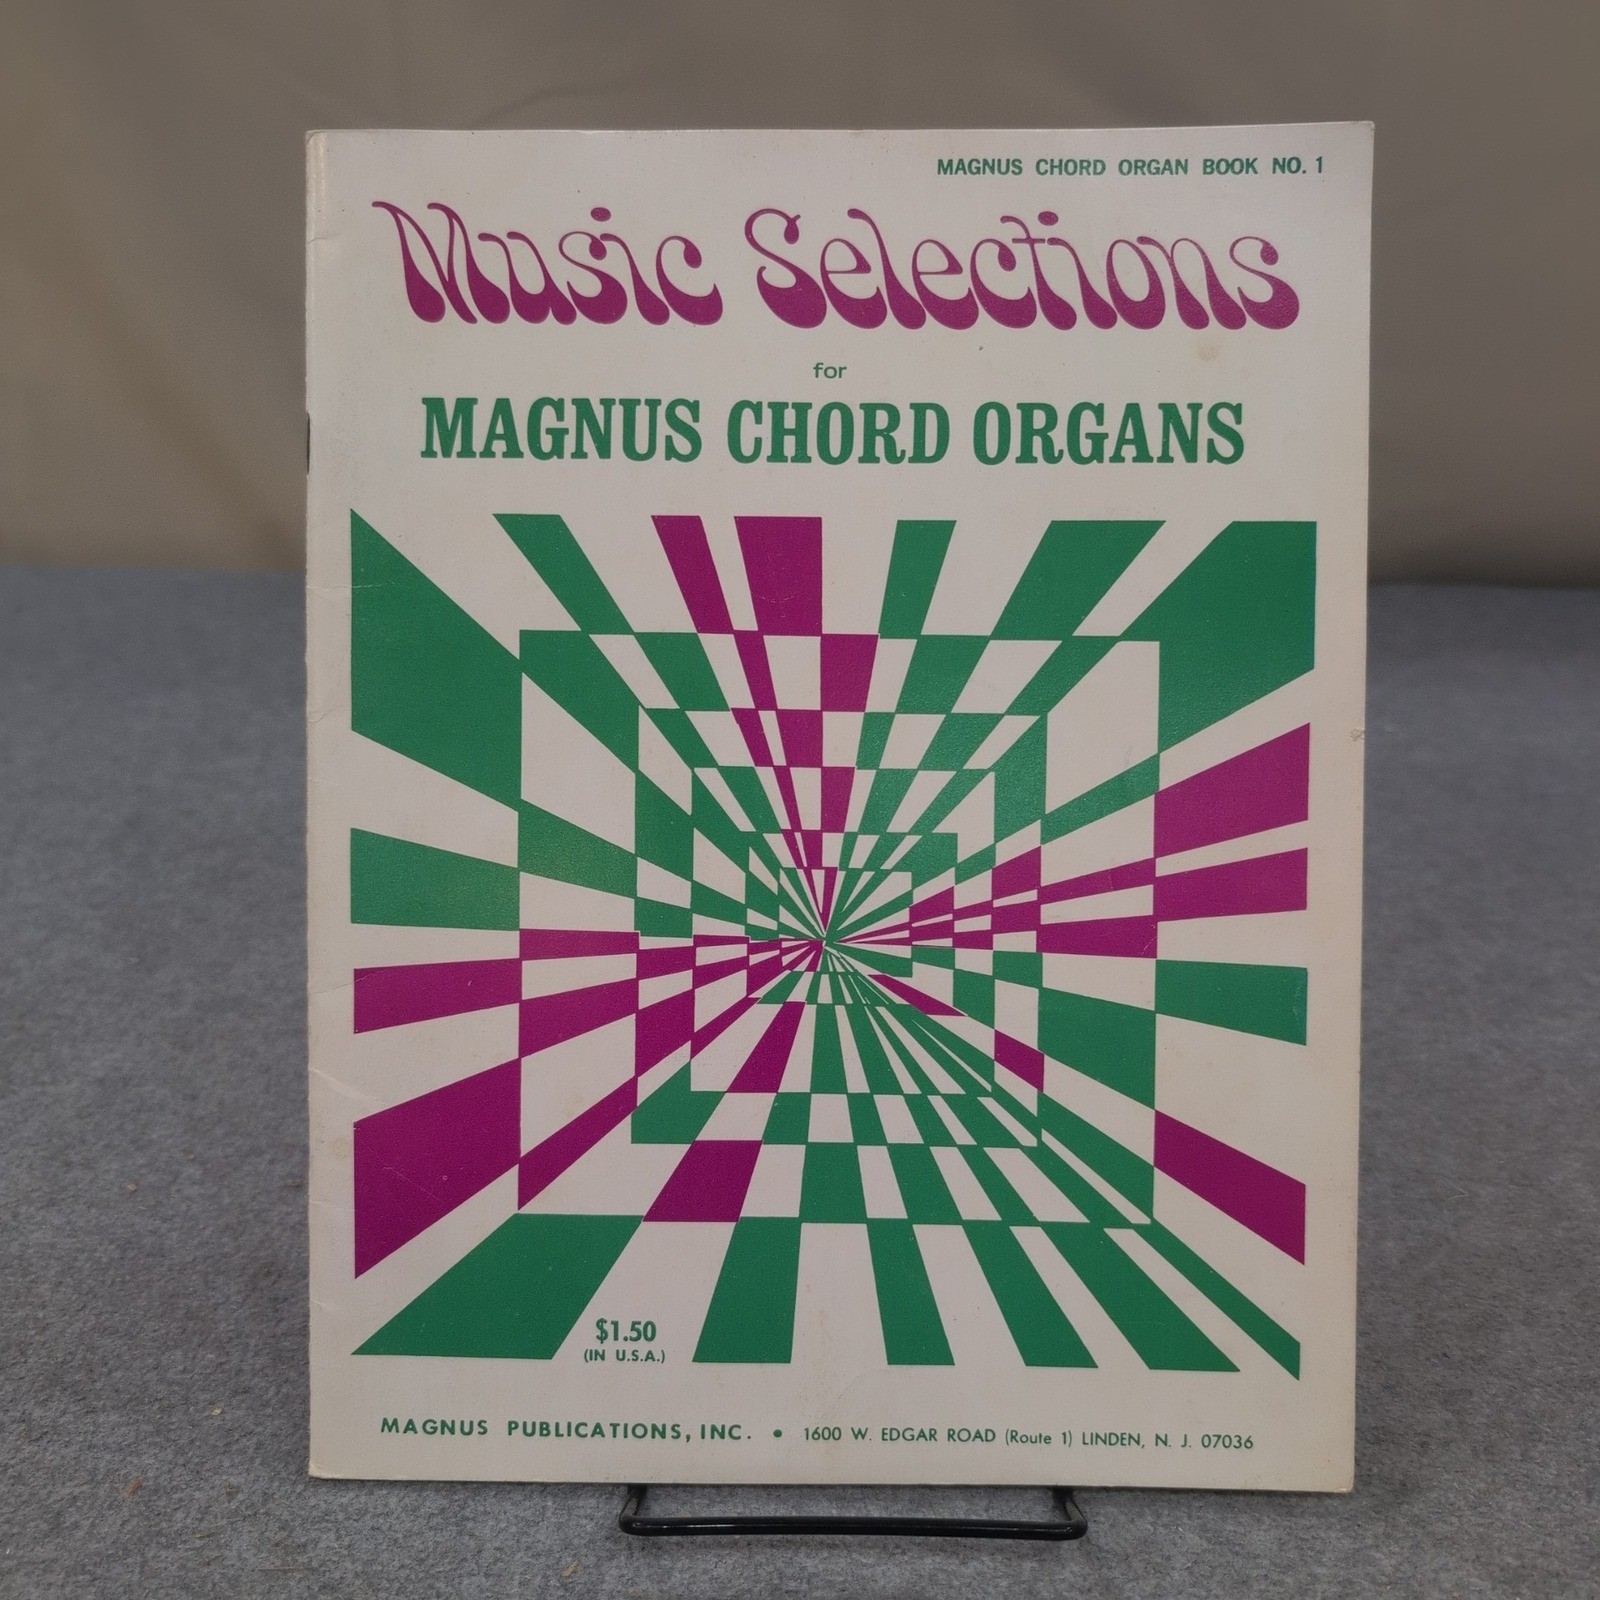 MAGNUS CHORD ORGAN BOOK NO. 1
Music Selections
for
MAGNUS CHORD ORGANS
$1.50
(IN U.S.A.)
MAGNUS PUBLICATIONS, INC. • 1600 W. EDGAR ROAD (Route 1) LINDEN, N. J. 07036